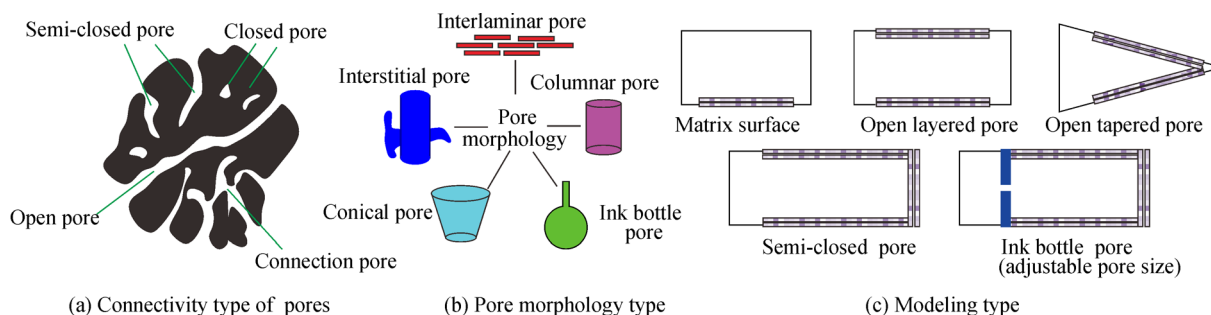 Semi-closed pore
Closed pore
Open pore
Connection pore
(a) Connectivity type of pores
Interlaminar pore
Interstitial pore
Columnar pore
Pore
morphology
Conical pore
Ink bottle
pore
(b) Pore morphology type
Matrix surface
Open layered pore
Open tapered pore
Semi-closed pore
Ink bottle pore
(adjustable pore size)
(c) Modeling type